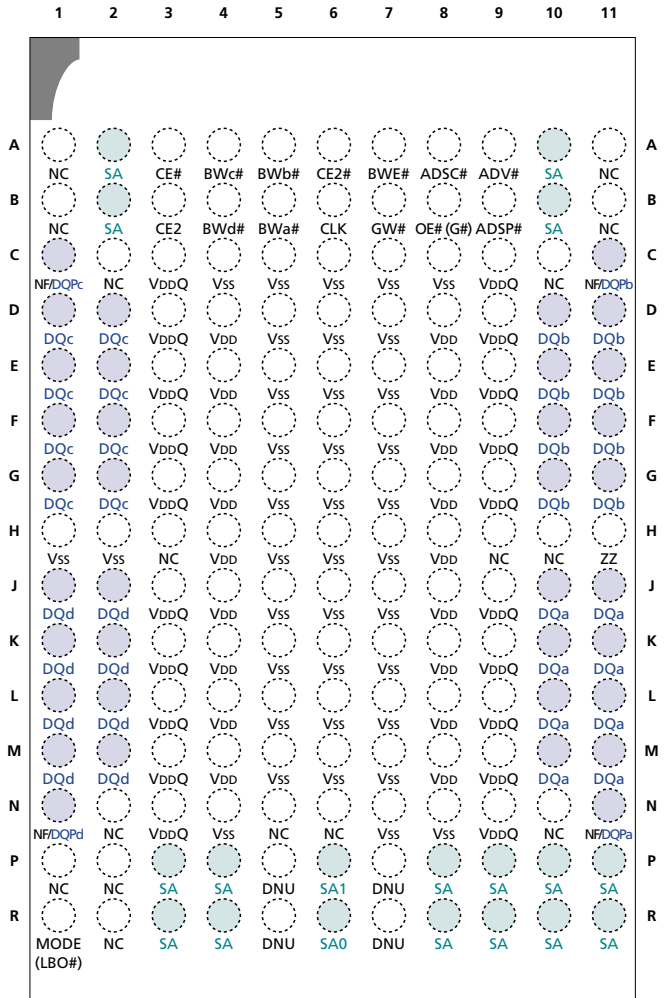 1 2 3 4 5 6 7 8 9 10 11
A A
NC SA CE# BWc# BWb# CE2# BWE# ADSC# ADV# SA NC
B B
NC SA CE2 BWd# BWa# CLK GW# OE# (G#) ADSP# SA NC
C C
NF/DQPc NC VDDQ Vss Vss Vss Vss Vss VDDQ NC NF/DQPb
D D
DQc DQc VDDQ VDD Vss Vss Vss VDD VDDQ DQb DQb
E E
DQc DQc VDDQ VDD Vss Vss Vss VDD VDDQ DQb DQb
F F
DQc DQc VDDQ VDD Vss Vss Vss VDD VDDQ DQb DQb
G G
DQc DQc VDDQ VDD Vss Vss Vss VDD VDDQ DQb DQb
H H
Vss Vss NC VDD Vss Vss Vss VDD NC NC ZZ
J J
DQd DQd VDDQ VDD Vss Vss Vss VDD VDDQ DQa DQa
K K
DQd DQd VDDQ VDD Vss Vss Vss VDD VDDQ DQa DQa
L L
DQd DQd VDDQ VDD Vss Vss Vss VDD VDDQ DQa DQa
M M
DQd DQd VDDQ VDD Vss Vss Vss VDD VDDQ DQa DQa
N N
NF/DQPd NC VDDQ Vss NC NC Vss Vss VDDQ NC NF/DQPa
P P
NC NC SA SA DNU SA1 DNU SA SA SA SA
R R
MODE NC SA SA DNU SA0 DNU SA SA SA SA
(LBO#)